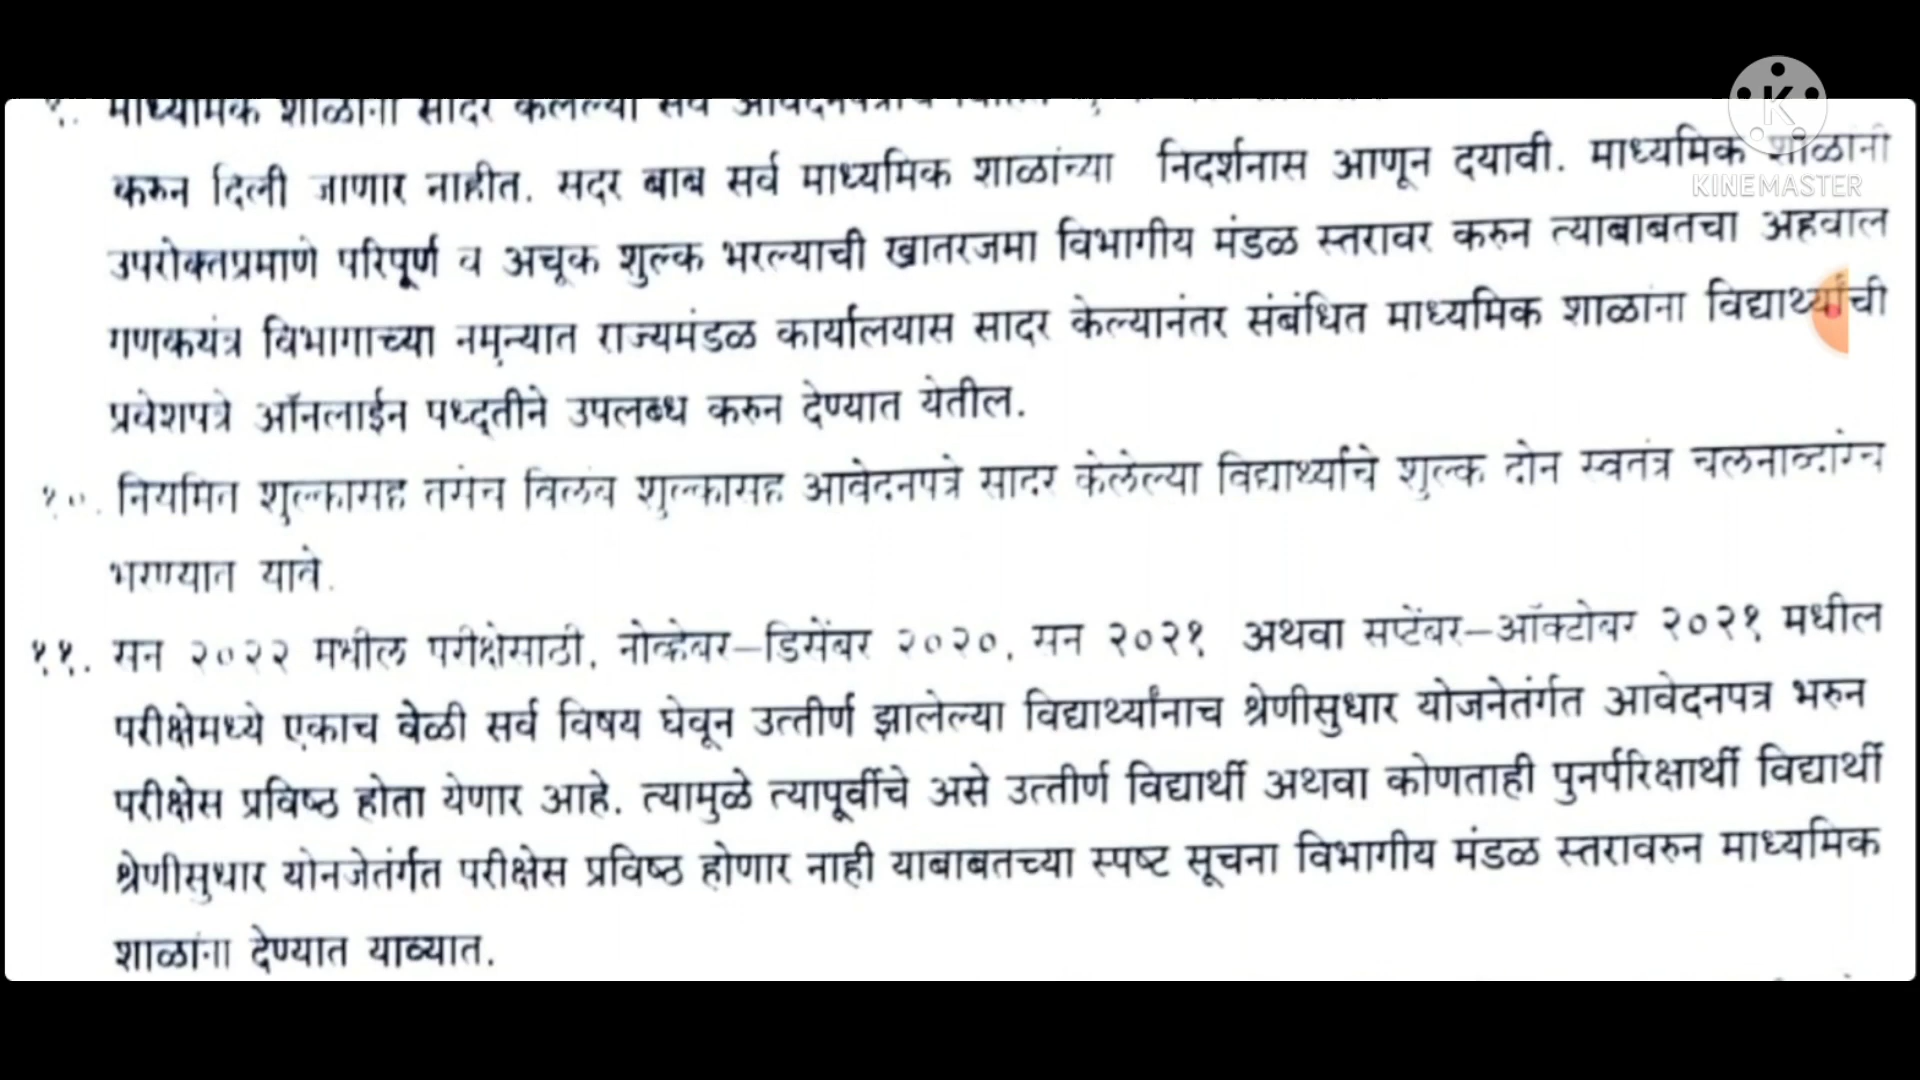 माध्यमिक शाळांना सादर केलेल्या सर्व
करुन दिली जाणार नाहीत. सदर बाब सर्व माध्यमिक शाळांच्या निदर्शनास आणून दयावी. माध्यमिक शाळांनी
उपरोक्तप्रमाणे परिपूर्ण व अचूक शुल्क भरल्याची खातरजमा विभागीय मंडळ स्तरावर करुन त्याबाबतचा अहवाल
गणकयंत्र विभागाच्या नमून्यात राज्यमंडळ कार्यालयास सादर केल्यानंतर संबंधित माध्यमिक शाळांना विद्यार्थ्यांची
प्रवेशपत्रे ऑनलाईन पध्दतीने उपलब्ध करुन देण्यात येतील.
१०. नियमित शुल्कासह तसेच विलंब शुल्कासह आवेदनपत्रे सादर केलेल्या विद्यार्थ्यांचे शुल्क दोन स्वतंत्र चलनाव्दारेच
भरण्यात यावे.
११. सन २०२२ मधील परीक्षेसाठी, नोव्हेंबर–डिसेंबर २०२०, सन २०२१ अथवा सप्टेंबर–ऑक्टोबर २०२१ मधील
परीक्षेमध्ये एकाच वेळी सर्व विषय घेवून उत्तीर्ण झालेल्या विद्यार्थ्यांनाच श्रेणीसुधार योजनेतंर्गत आवेदनपत्र भरुन
परीक्षेस प्रविष्ठ होता येणार आहे. त्यामुळे त्यापूर्वीचे असे उत्तीर्ण विद्यार्थी अथवा कोणताही पुनर्परिक्षार्थी विद्यार्थी
श्रेणीसुधार योनजेतंर्गत परीक्षेस प्रविष्ठ होणार नाही याबाबतच्या स्पष्ट सूचना विभागीय मंडळ स्तरावरुन माध्यमिक
शाळांना देण्यात याव्यात.
K
KINEMASTER